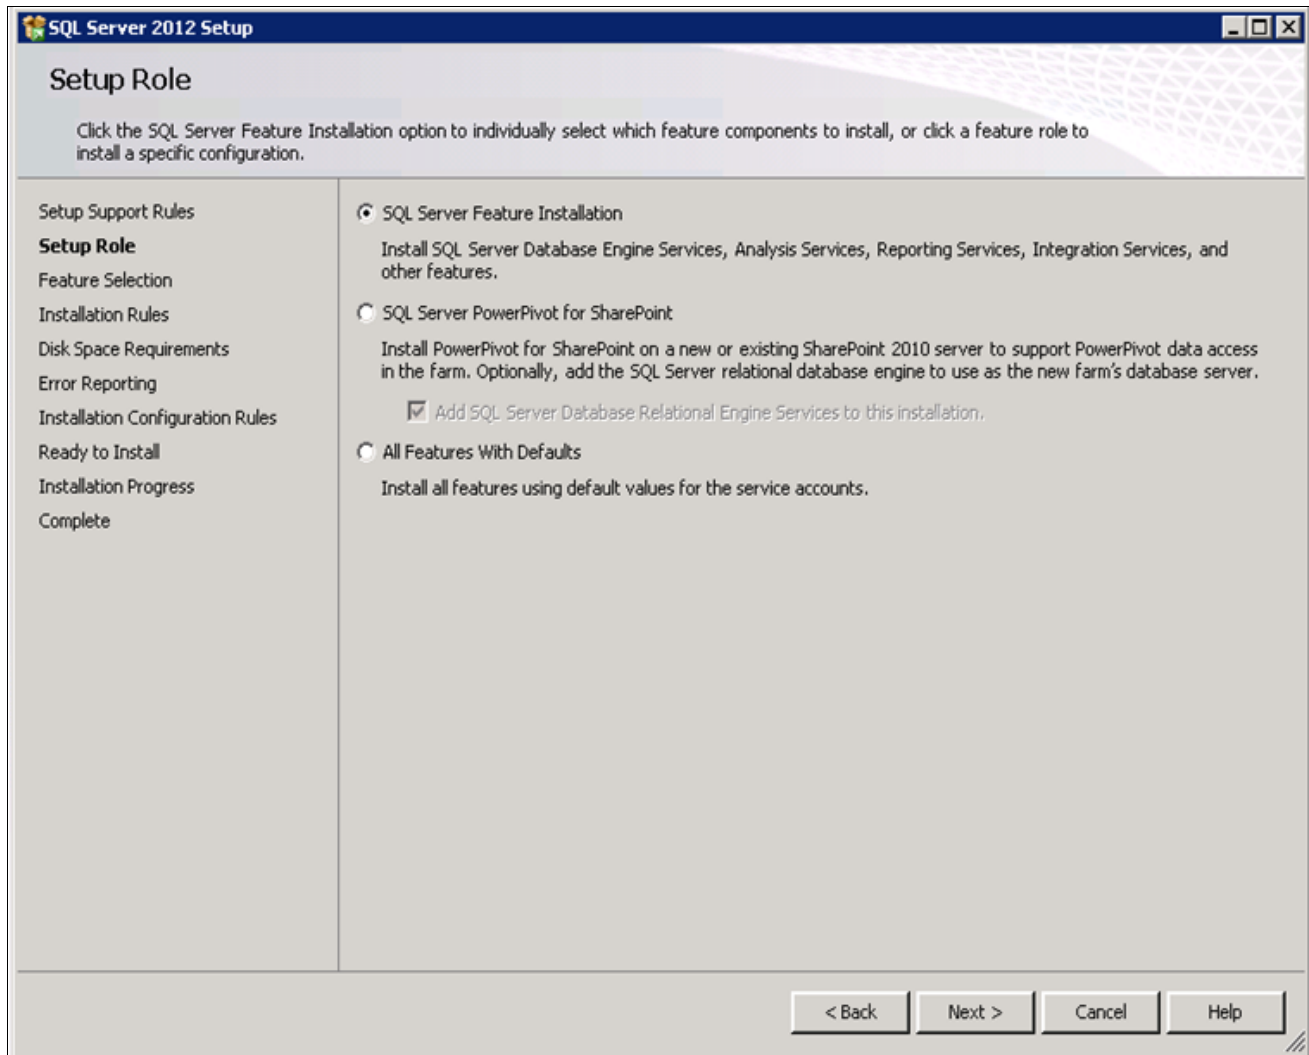 SQL Server 2012 Setup
Setup Role
Click the SQL Server Feature Installation option to individually select which feature components to install, or click a feature role to
install a specific configuration.
Setup Support Rules
Setup Role
Feature Selection
Installation Rules
Disk Space Requirements
Error Reporting
Installation Configuration Rules
Ready to Install
Installation Progress
Complete
SQL Server Feature Installation
Install SQL Server Database Engine Services, Analysis Services, Reporting Services, Integration Services, and
other features.
SQL Server PowerPivot for SharePoint
Install PowerPivot for SharePoint on a new or existing SharePoint 2010 server to support PowerPivot data access
in the farm. Optionally, add the SQL Server relational database engine to use as the new farm's database server.
Add SQL Server Database Relational Engine Services to this installation.
All Features With Defaults
Install all features using default values for the service accounts.
< Back
Next >
Cancel
Help